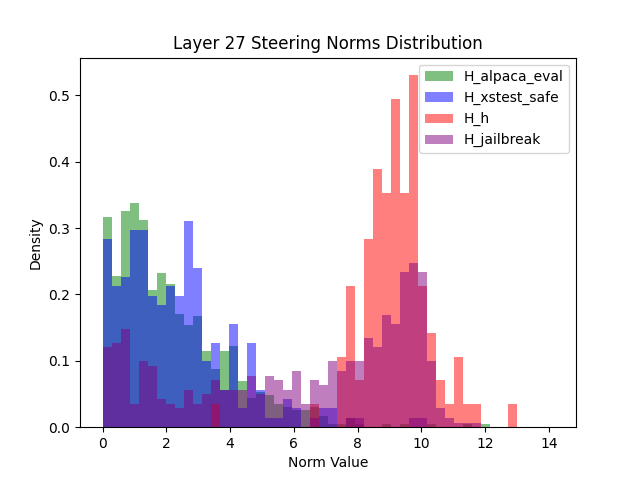 Layer 27 Steering Norms Distribution
H_alpaca_eval
H_xstest_safe
H_h
H_jailbreak
Density
0.5
0.4
0.3
0.2
0.1
0.0
0 2 4 6 8 10 12 14
Norm Value